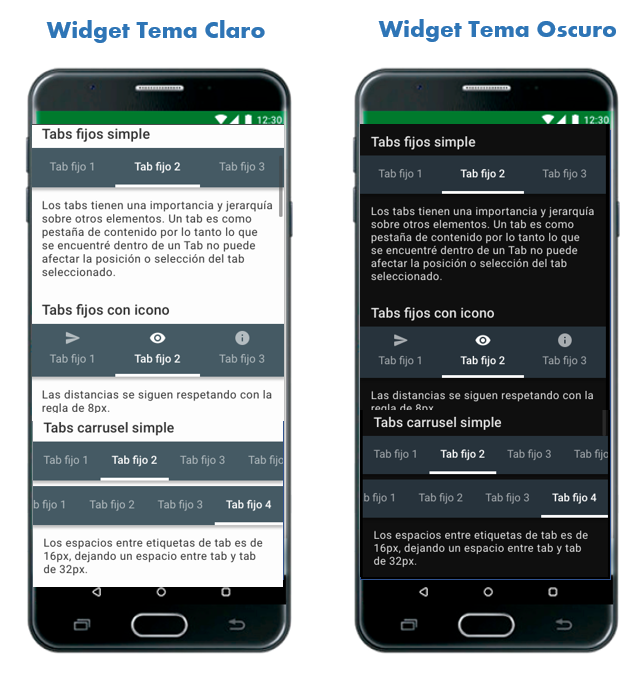 Widget Tema Claro
12:30
Tabs fijos simple
Tab fijo 1 Tab fijo 2 Tab fijo 3
Los tabs tienen una importancia y jerarquía
sobre otros elementos. Un tab es como
pestaña de contenido por lo tanto lo que
se encuentré dentro de un Tab no puede
afectar la posición o selección del tab
seleccionado.
Tabs fijos con icono
Tab fijo 1 Tab fijo 2 Tab fijo 3
Las distancias se siguen respetando con la
regla de 8px.
Tabs carrusel simple
Tab fijo 1 Tab fijo 2 Tab fijo 3 Tab fijo
b fijo 1 Tab fijo 2 Tab fijo 3 Tab fijo 4
Los espacios entre etiquetas de tab es de
16px, dejando un espacio entre tab y tab
de 32px.
Widget Tema Oscuro
12:30
Tabs fijos simple
Tab fijo 1 Tab fijo 2 Tab fijo 3
Los tabs tienen una importancia y jerarquía
sobre otros elementos. Un tab es como
pestaña de contenido por lo tanto lo que
se encuentré dentro de un Tab no puede
afectar la posición o selección del tab
seleccionado.
Tabs fijos con icono
Tab fijo 1 Tab fijo 2 Tab fijo 3
Las distancias se siguen respetando con la
regla de 8px
Tabs carrusel simple
Tab fijo 1 Tab fijo 2 Tab fijo 3 Tab fijo
b fijo 1 Tab fijo 2 Tab fijo 3 Tab fijo 4
Los espacios entre etiquetas de tab es de
16px, dejando un espacio entre tab y tab
de 32px.